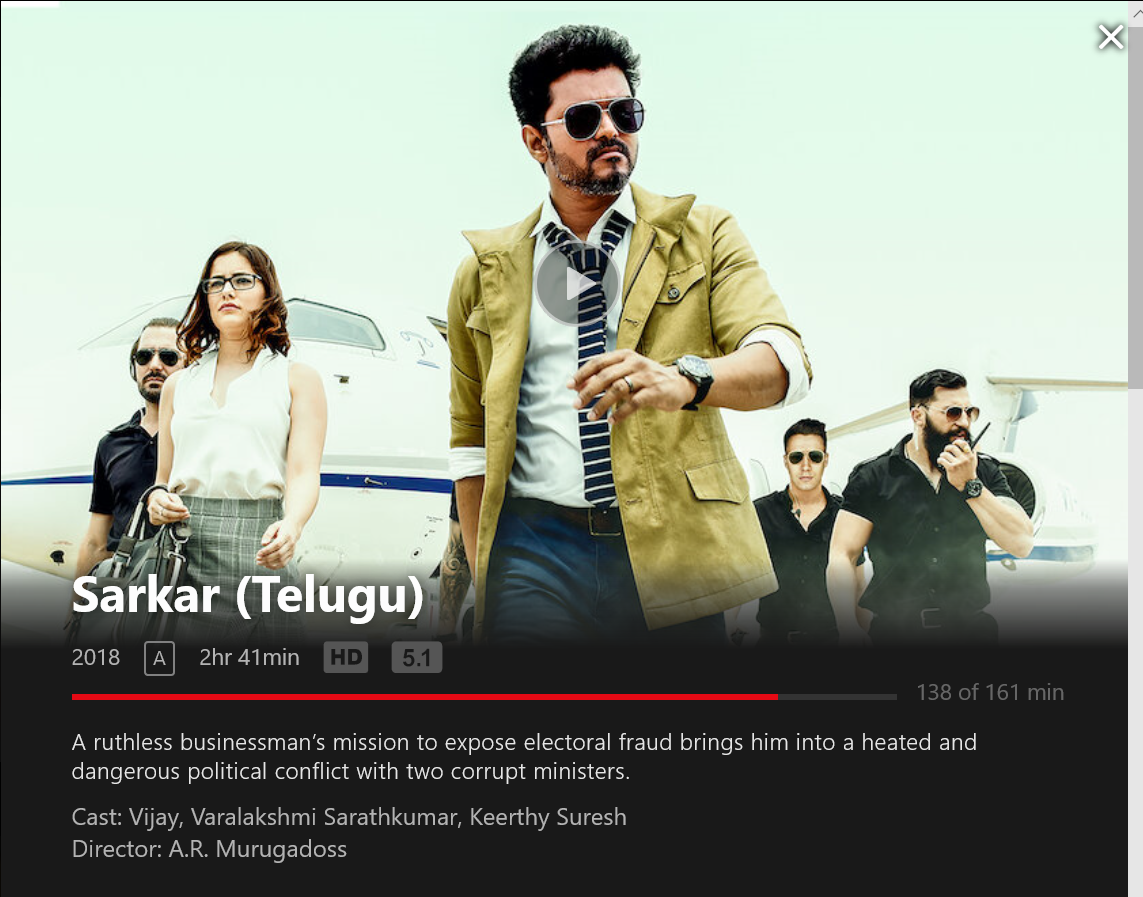 Sarkar (Telugu)
2018 A 2hr 41min HD 5.1
138 of 161 min
A ruthless businessman’s mission to expose electoral fraud brings him into a heated and
dangerous political conflict with two corrupt ministers.
Cast: Vijay, Varalakshmi Sarathkumar, Keerthy Suresh
Director: A.R. Murugadoss